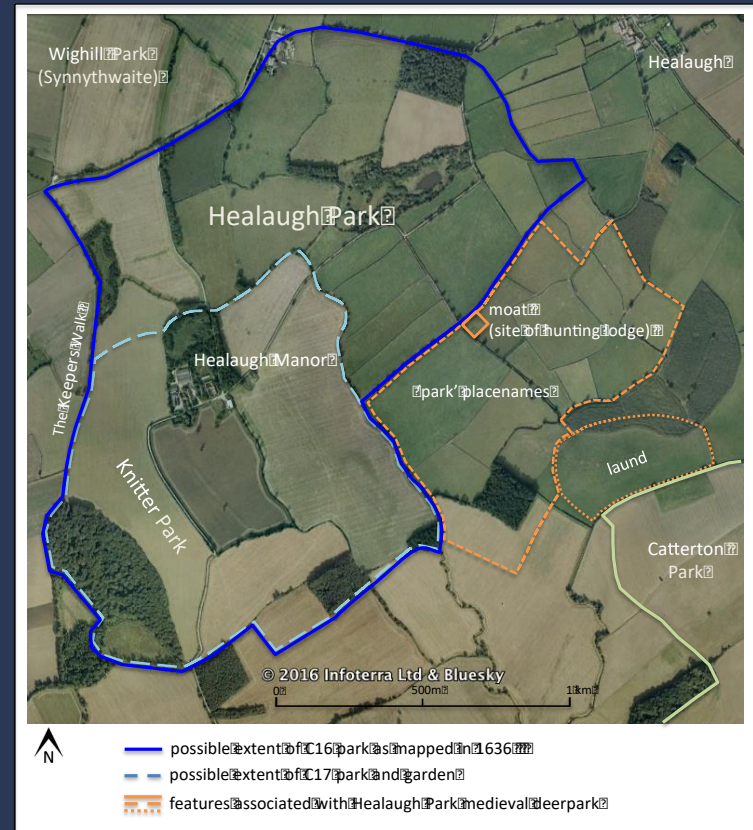 Wighill Park
(Synnythwaite)
Healaugh
Healaugh Park
moat
(site of hunting lodge)
The Keepers Walk
Healaugh Manor
'park' placenames
Knitter Park
laund
Catterton
Park
© 2016 Infoterra Ltd & Bluesky
0 500m 1 km
N
possible extent of C16 park as mapped in 1636
possible extent of C17 park and garden
features associated with Healaugh Park medieval deerpark